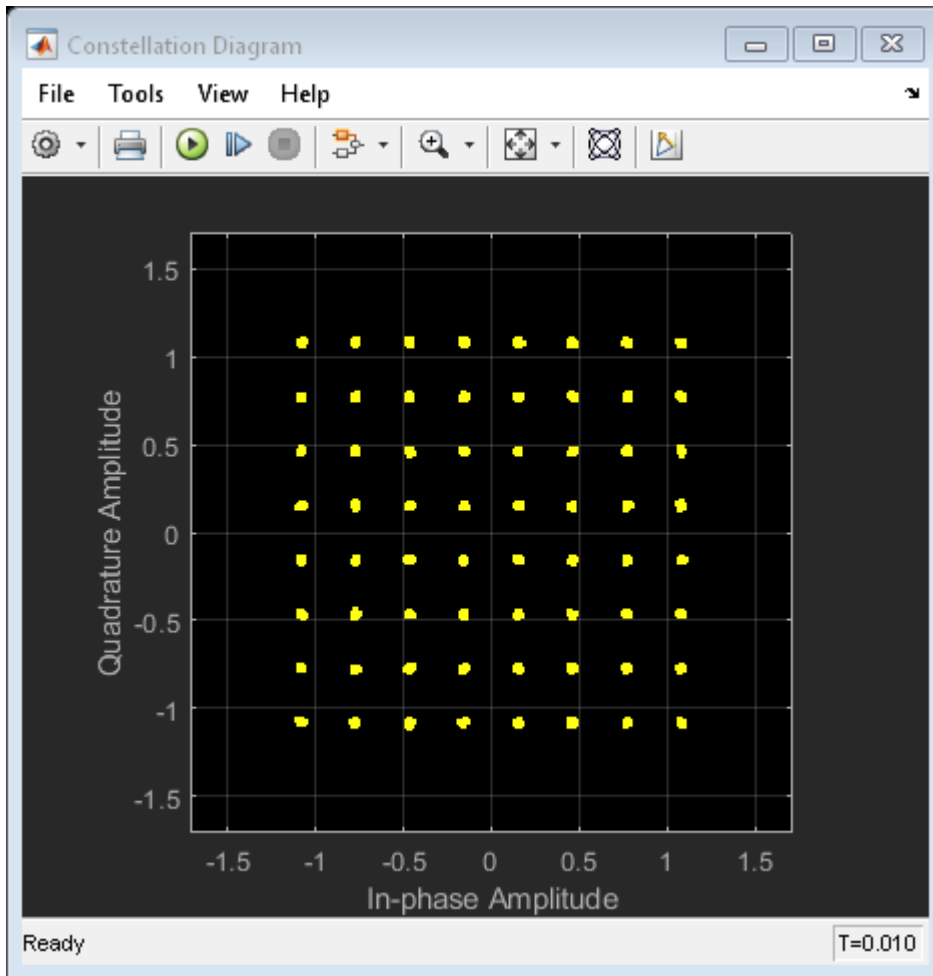 Constellation Diagram
File Tools View Help
1.5
1
0.5
0
-0.5
-1
-1.5
Quadrature Amplitude
-1.5 -1 -0.5 0 0.5 1 1.5
In-phase Amplitude
Ready T=0.010